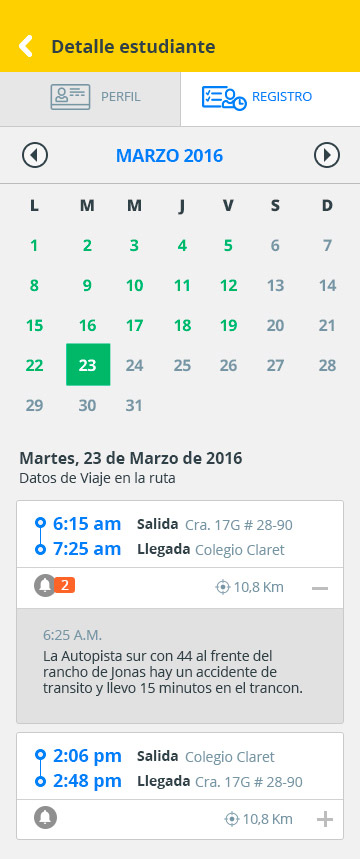 Detalle estudiante
PERFIL
REGISTRO
MARZO 2016
L M M J V S D
1 2 3 4 5 6 7
8 9 10 11 12 13 14
15 16 17 18 19 20 21
22 23 24 25 26 27 28
29 30 31
Martes, 23 de Marzo de 2016
Datos de Viaje en la ruta
6:15 am Salida Cra. 17G # 28-90
7:25 am Llegada Colegio Claret
2 10,8 Km
6:25 A.M.
La Autopista sur con 44 al frente del
rancho de Jonas hay un accidente de
transito y llevo 15 minutos en el trancon.
2:06 pm Salida Colegio Claret
2:48 pm Llegada Cra. 17G # 28-90
10,8 Km